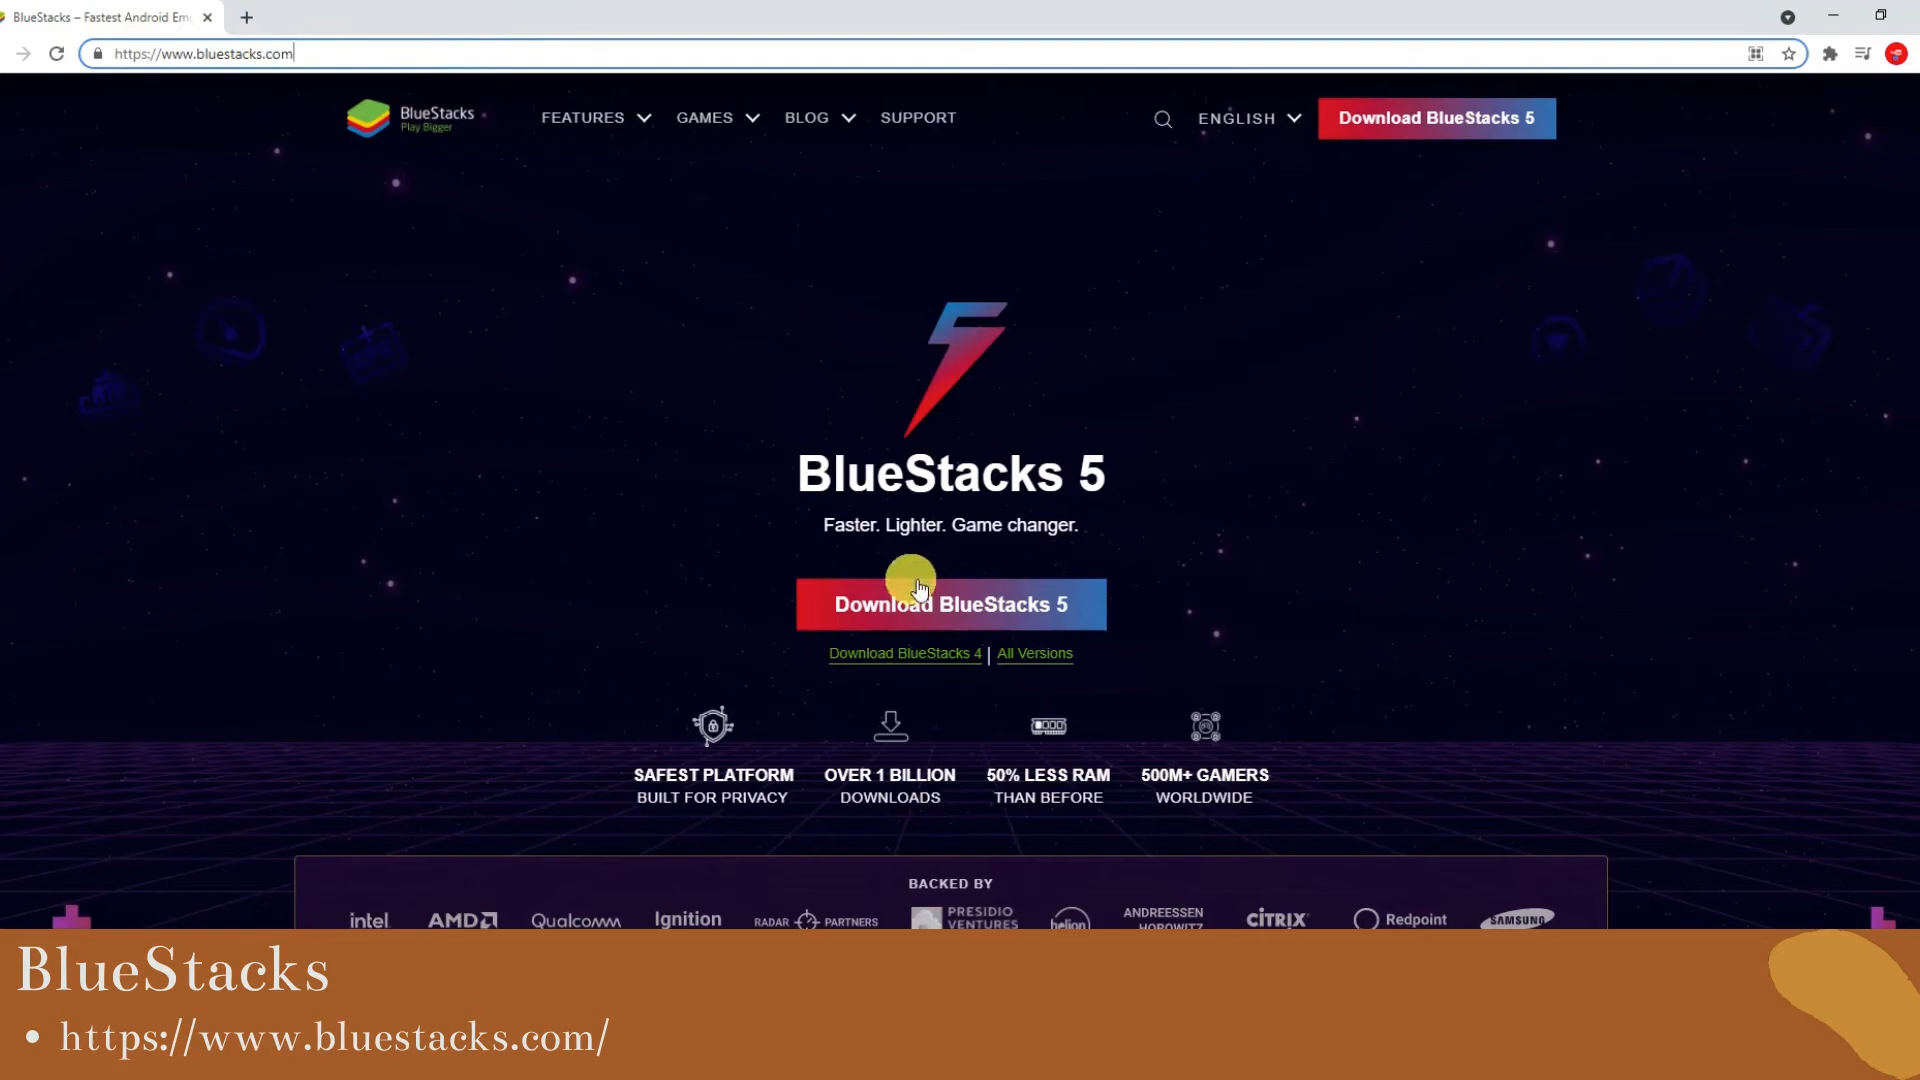 BlueStacks – Fastest Android Em
https://www.bluestacks.com
BlueStacks
Play Bigger
FEATURES GAMES BLOG SUPPORT ENGLISH Download BlueStacks 5
BlueStacks 5
Faster. Lighter. Game changer.
Download BlueStacks 5
Download BlueStacks 4 | All Versions
SAFEST PLATFORM OVER 1 BILLION 50% LESS RAM 500M+ GAMERS
BUILT FOR PRIVACY DOWNLOADS THAN BEFORE WORLDWIDE
BACKED BY
intel AMD Qualcomm Ignition RADAR PARTNERS PRESIDIO VENTURES helion ANDREESSEN HOROWITZ CITRIX Redpoint SAMSUNG
BlueStacks
• https://www.bluestacks.com/